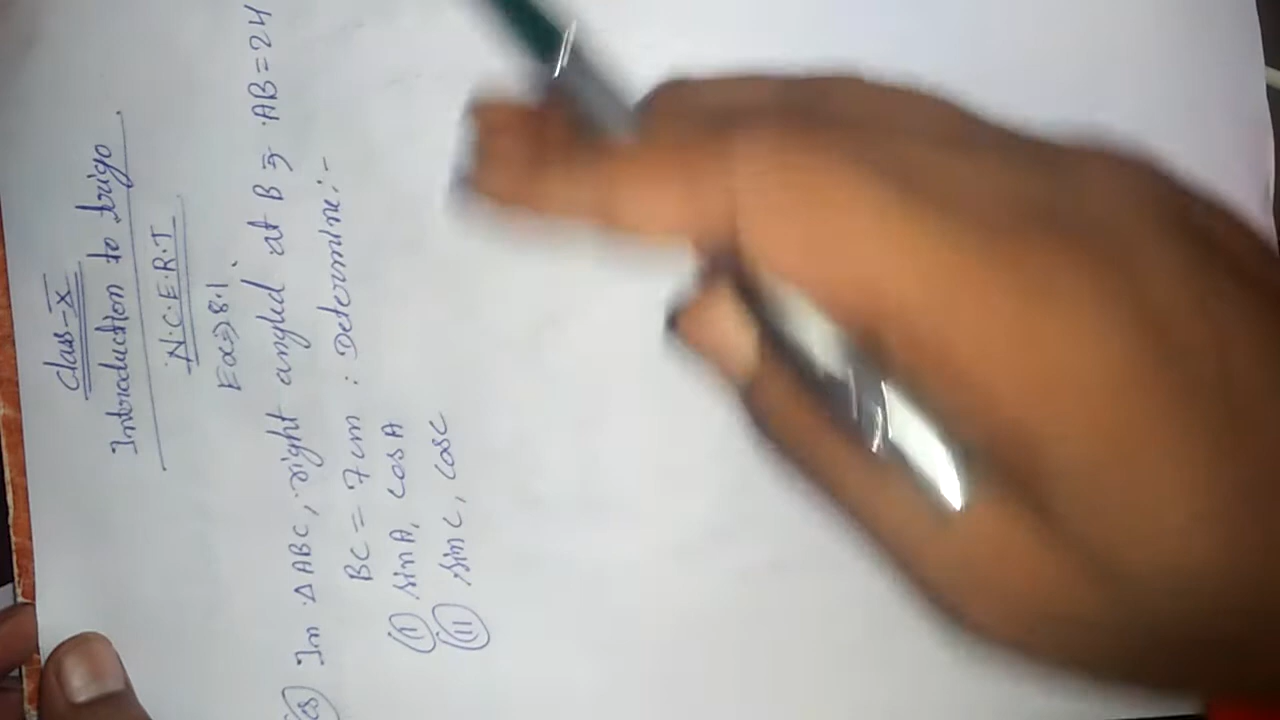 Class-X
Introduction to trigo
N.C.E.R.T
Ex⇒8.1
In ΔABC, right angled at B AB=24
BC = 7cm : Determine:-
(i) sinA, cosA
(ii) sinC, cosC